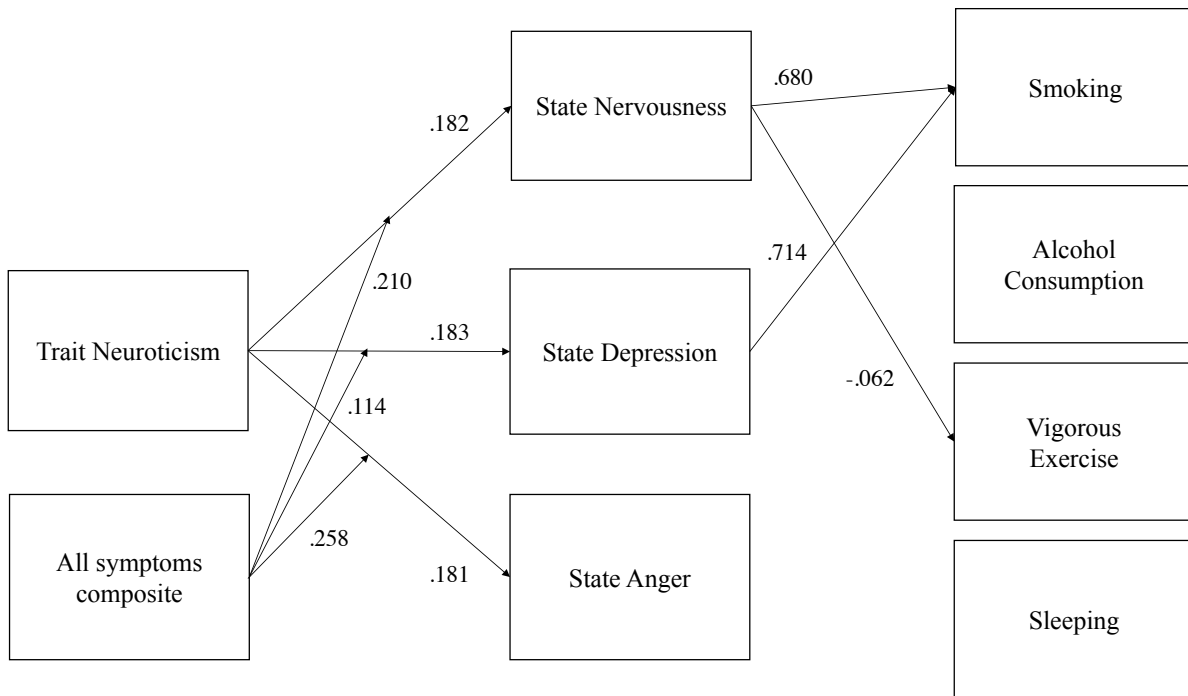 Trait Neuroticism
All symptoms
composite
.182
.210
.183
.114
.258
.181
State Nervousness
State Depression
State Anger
.680
.714
-.062
Smoking
Alcohol
Consumption
Vigorous
Exercise
Sleeping